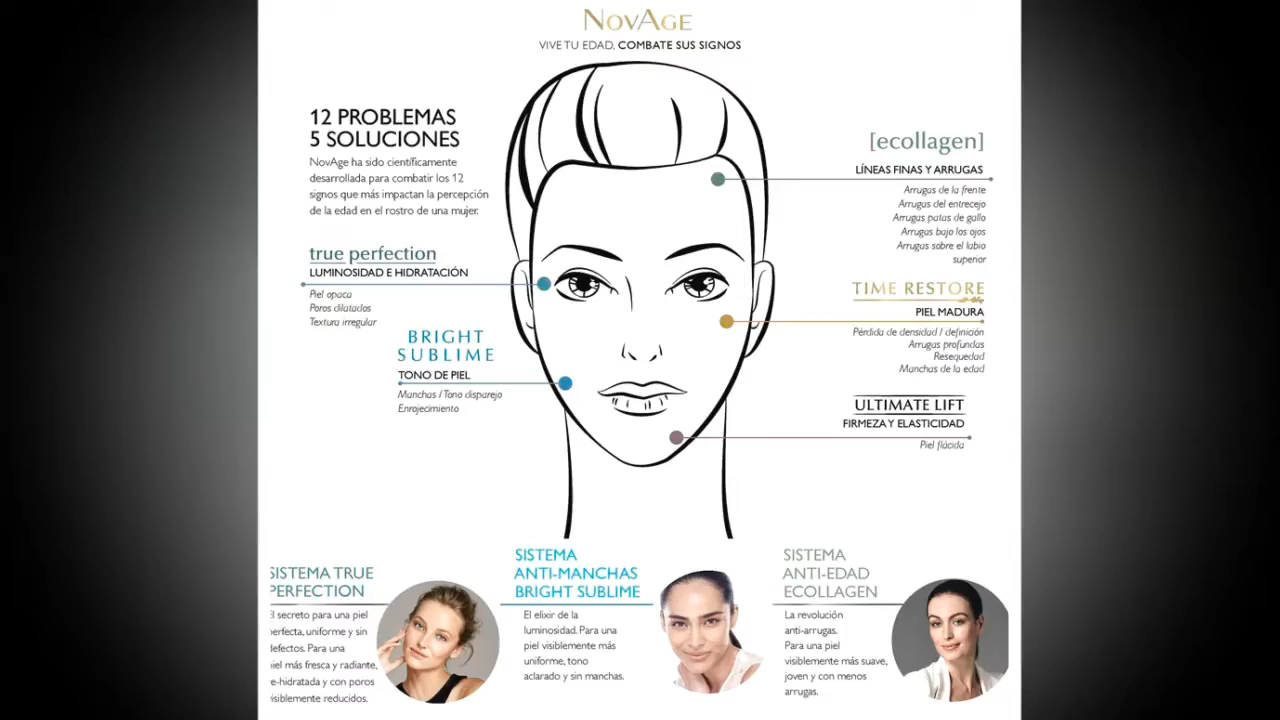 NOVAGE
VIVE TU EDAD, COMBATE SUS SIGNOS
12 PROBLEMAS
5 SOLUCIONES
NovAge ha sido científicamente
desarrollada para combatir los 12
signos que más impactan la percepción
de la edad en el rostro de una mujer.
true perfection
LUMINOSIDAD E HIDRATACIÓN
Piel opaca
Poros dilatados
Textura irregular
BRIGHT
SUBLIME
TONO DE PIEL
Manchas / Tono disparejo
Enrojecimiento
[ecollagen]
LÍNEAS FINAS Y ARRUGAS
Arrugas de la frente
Arrugas del entrecejo
Arrugas patas de gallo
Arrugas bajo los ojos
Arrugas sobre el labio
superior
TIME RESTORE
PIEL MADURA
Pérdida de densidad / definición
Arrugas profundas
Resequedad
Manchas de la edad
ULTIMATE LIFT
FIRMEZA Y ELASTICIDAD
Piel flácida
SISTEMA TRUE
PERFECTION
El secreto para una piel
perfecta, uniforme y sin
defectos. Para una
piel más fresca y radiante,
re-hidratada y con poros
visiblemente reducidos.
SISTEMA
ANTI-MANCHAS
BRIGHT SUBLIME
El elixir de la
luminosidad. Para una
piel visiblemente más
uniforme, tono
aclarado y sin manchas.
SISTEMA
ANTI-EDAD
ECOLLAGEN
La revolución
anti-arrugas.
Para una piel
visiblemente más suave,
joven y con menos
arrugas.